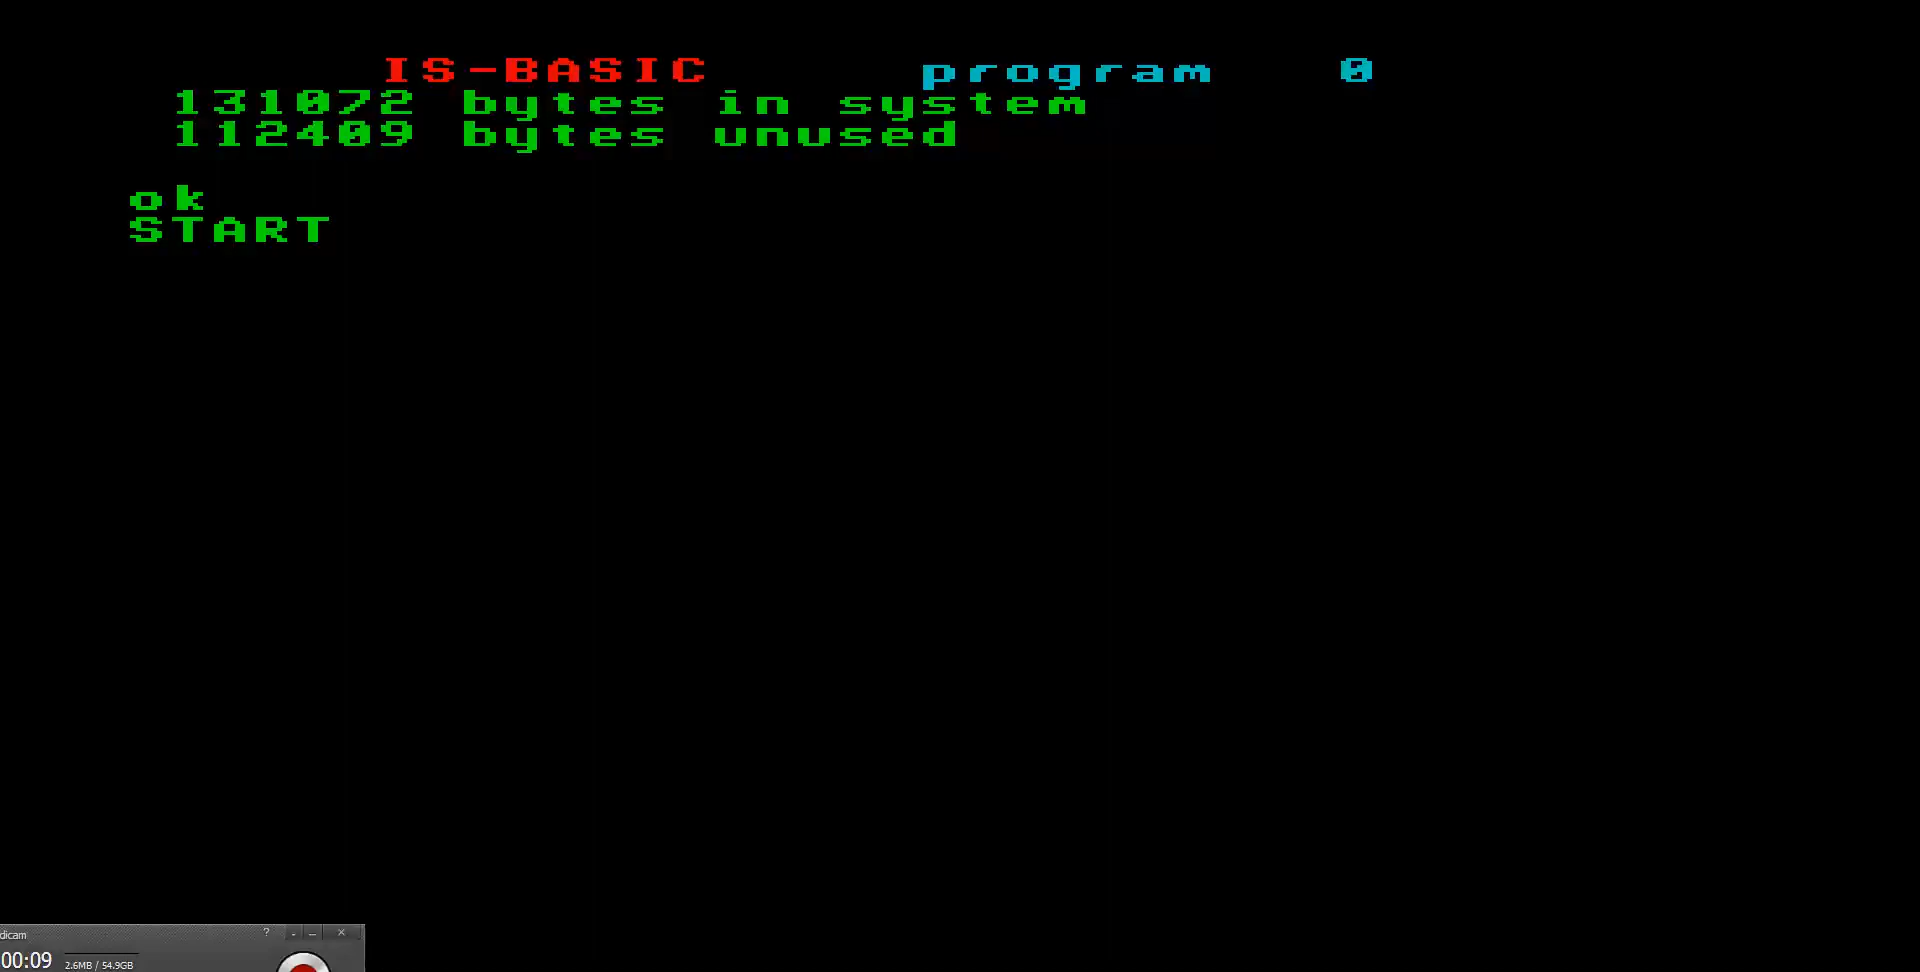 IS-BASIC program 0
131072 bytes in system
112409 bytes unused
ok
START
dicam ? - _ ×
00:09 2.6MB / 54.9GB